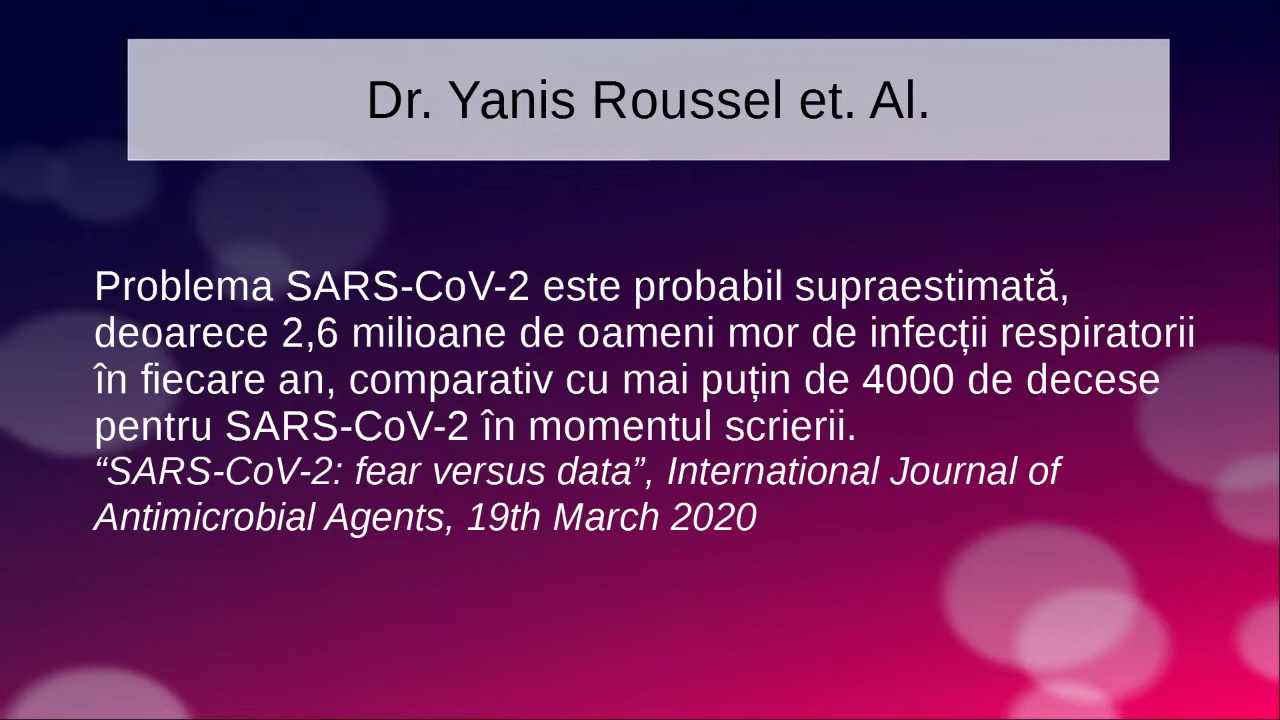 Dr. Yanis Roussel et. Al.
Problema SARS-CoV-2 este probabil supraestimată,
deoarece 2,6 milioane de oameni mor de infecții respiratorii
în fiecare an, comparativ cu mai puțin de 4000 de decese
pentru SARS-CoV-2 în momentul scrierii.
“SARS-CoV-2: fear versus data”, International Journal of
Antimicrobial Agents, 19th March 2020